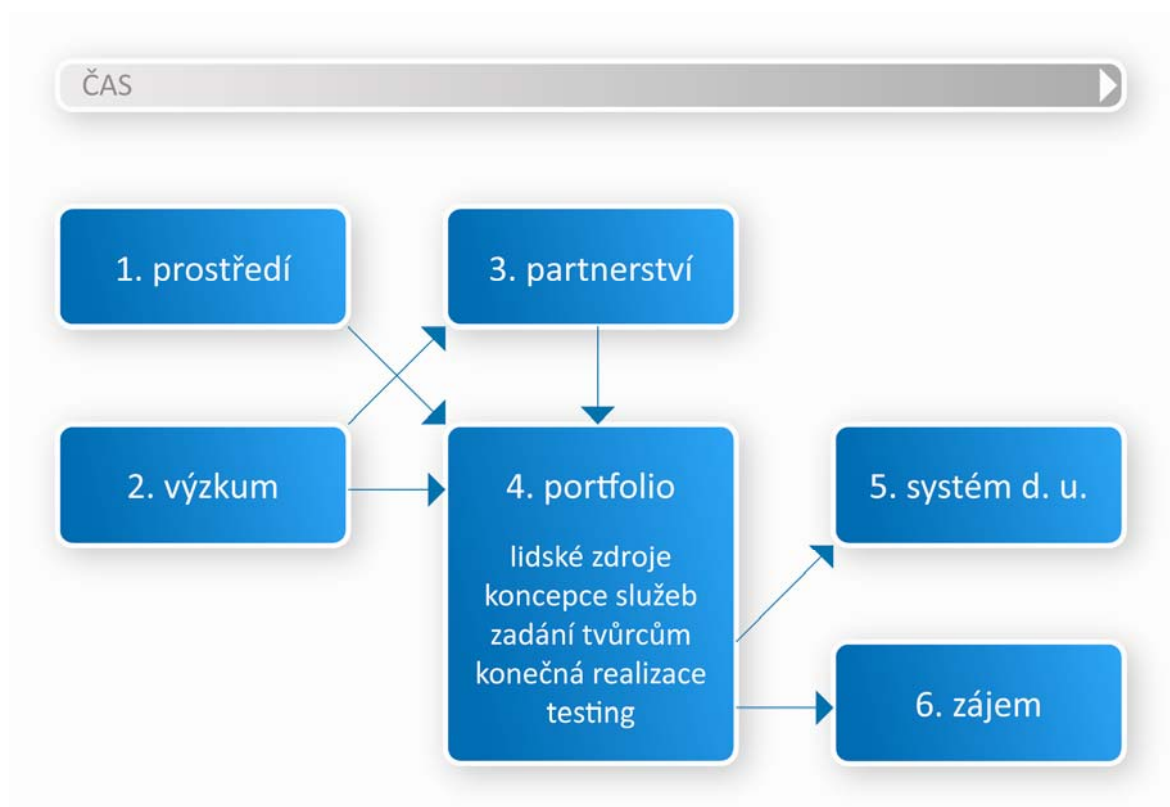 ČAS
1. prostředí
3. partnerství
2. výzkum
4. portfolio
lidské zdroje
koncepce služeb
zadání tvůrcům
konečná realizace
testing
5. systém d. u.
6. zájem